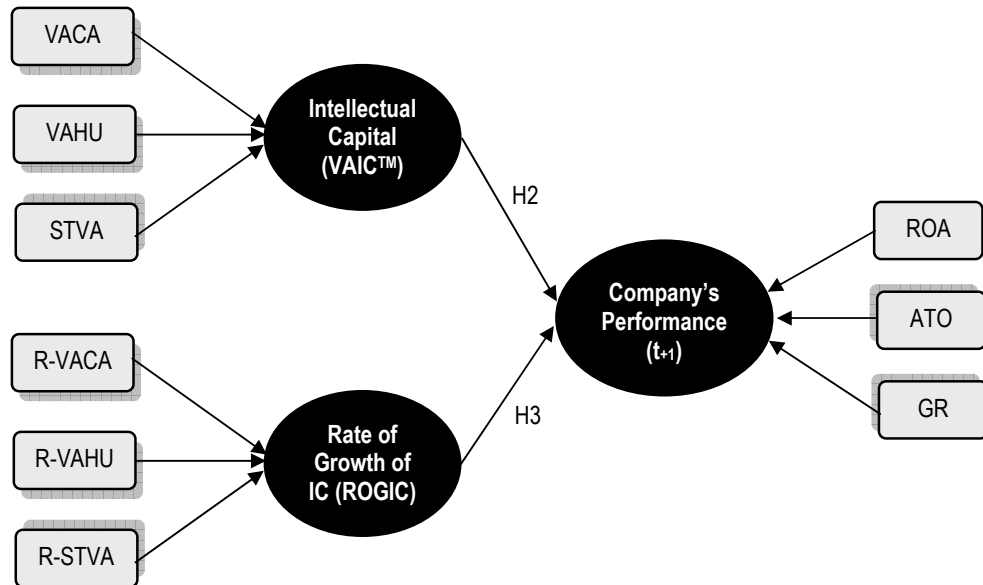 VACA
VAHU
STVA
Intellectual
Capital
(VAIC™)
H2
R-VACA
R-VAHU
R-STVA
Rate of
Growth of
IC (ROGIC)
H3
Company’s
Performance
(t+1)
ROA
ATO
GR